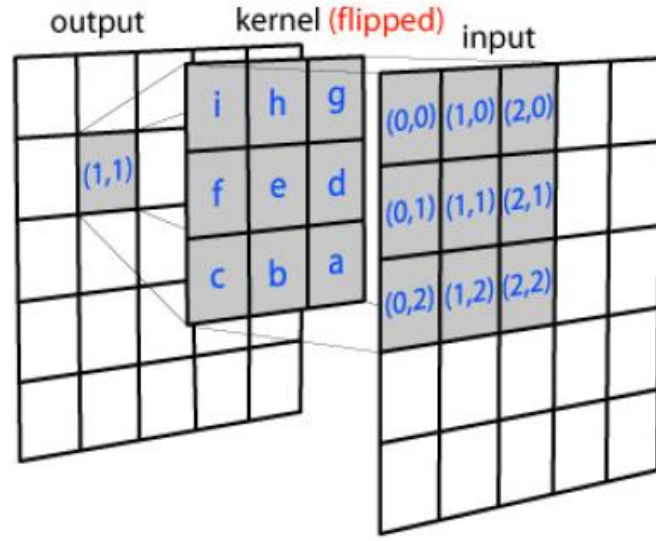 output
kernel (flipped)
input
(1,1)
i h g
f e d
c b a
(0,0) (1,0) (2,0)
(0,1) (1,1) (2,1)
(0,2) (1,2) (2,2)